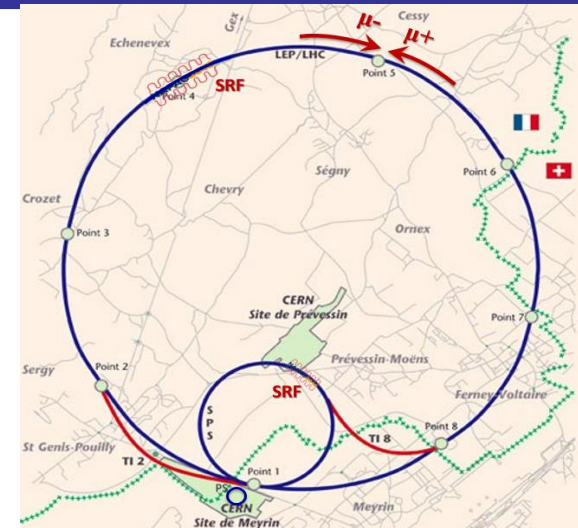 Cessy
Gex
μ-
μ+
Echenevex
LEP/LHC
Point 5
SRF
Point 4
Ségny
Point 6
Chevry
Crozet
Point 3
Ornex
CERN
Site de Prévessin
Point 7
Sergy
Point 2
Prévessin-Moëns
SRF
Ferney-Voltaire
S
P
S
Point 8
St Genis-Pouilly
TI 8
TI 2
Point 1
PS
CERN
Meyrin
Site de Meyrin